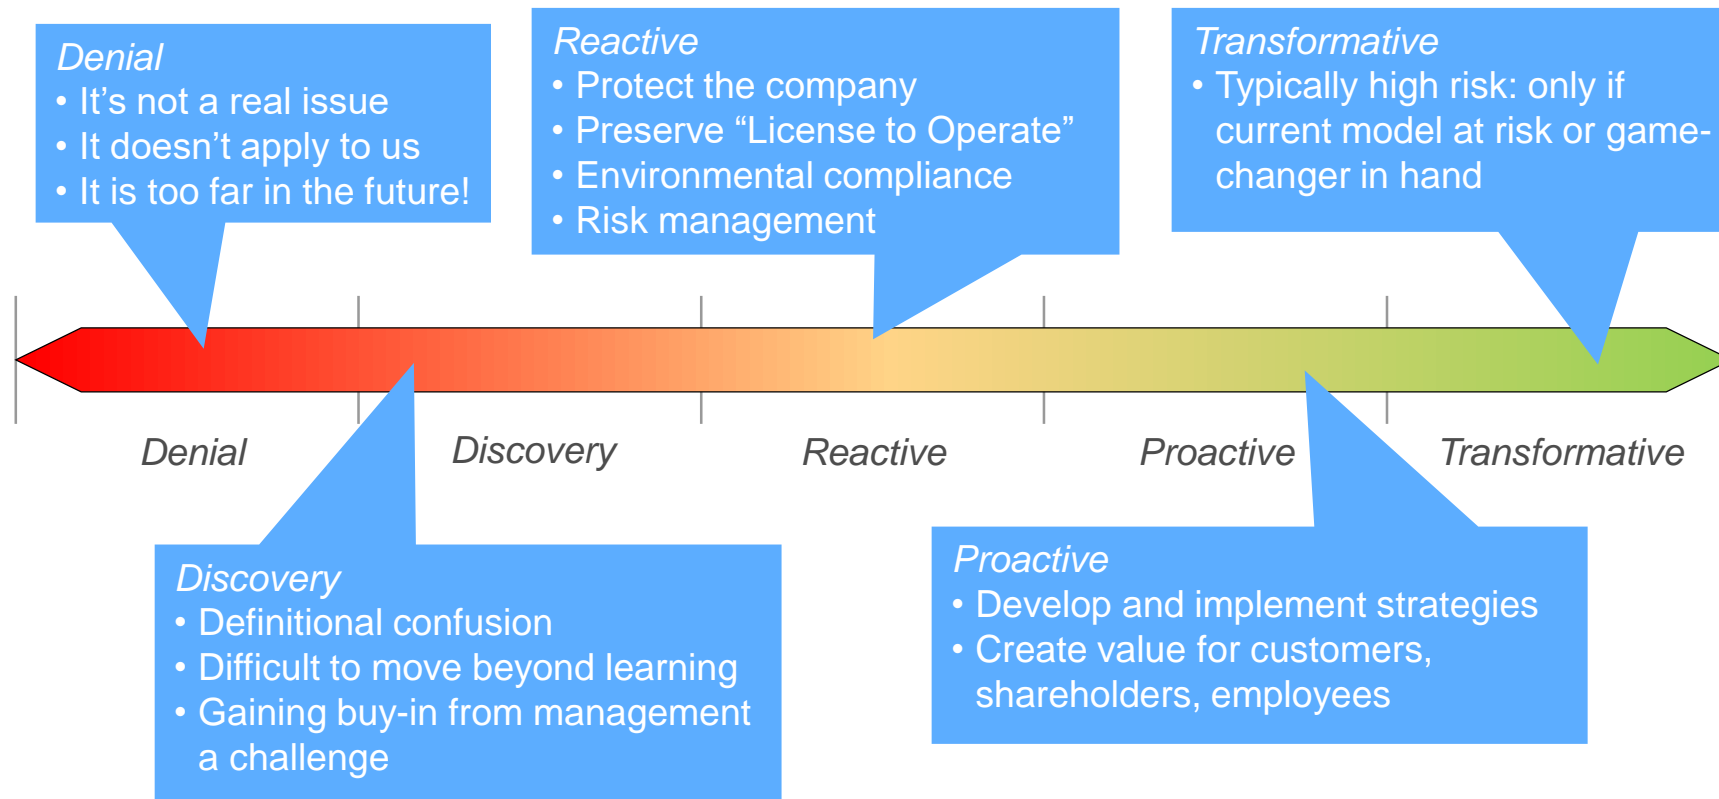 Denial
• It’s not a real issue
• It doesn’t apply to us
• It is too far in the future!
Reactive
• Protect the company
• Preserve “License to Operate”
• Environmental compliance
• Risk management
Transformative
• Typically high risk: only if
current model at risk or game-
changer in hand
Denial
Discovery
Reactive
Proactive
Transformative
Discovery
• Definitional confusion
• Difficult to move beyond learning
• Gaining buy-in from management
a challenge
Proactive
• Develop and implement strategies
• Create value for customers,
shareholders, employees